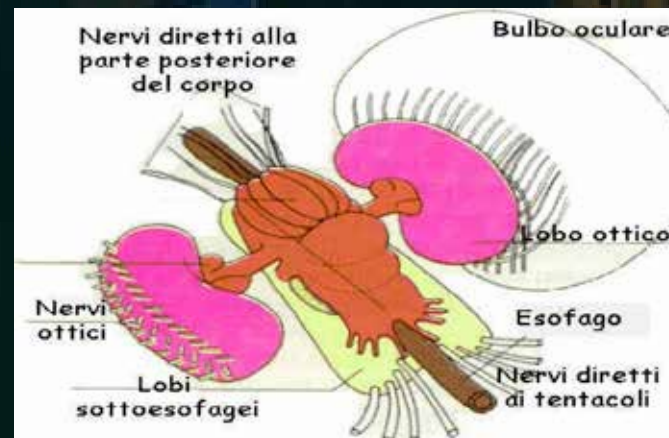 Nervi diretti alla
parte posteriore
del corpo
Bulbo oculare
Lobo ottico
Nervi
ottici
Esofago
Lobi
sottoesofagei
Nervi diretti
ai tentacoli